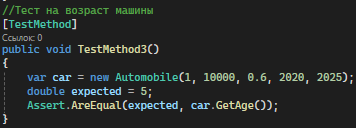 //Тест на возраст машины
[TestMethod]
Ссылок: 0
public void TestMethod3()
{
var car = new Automobile(1, 10000, 0.6, 2020, 2025);
double expected = 5;
Assert.AreEqual(expected, car.GetAge());
}